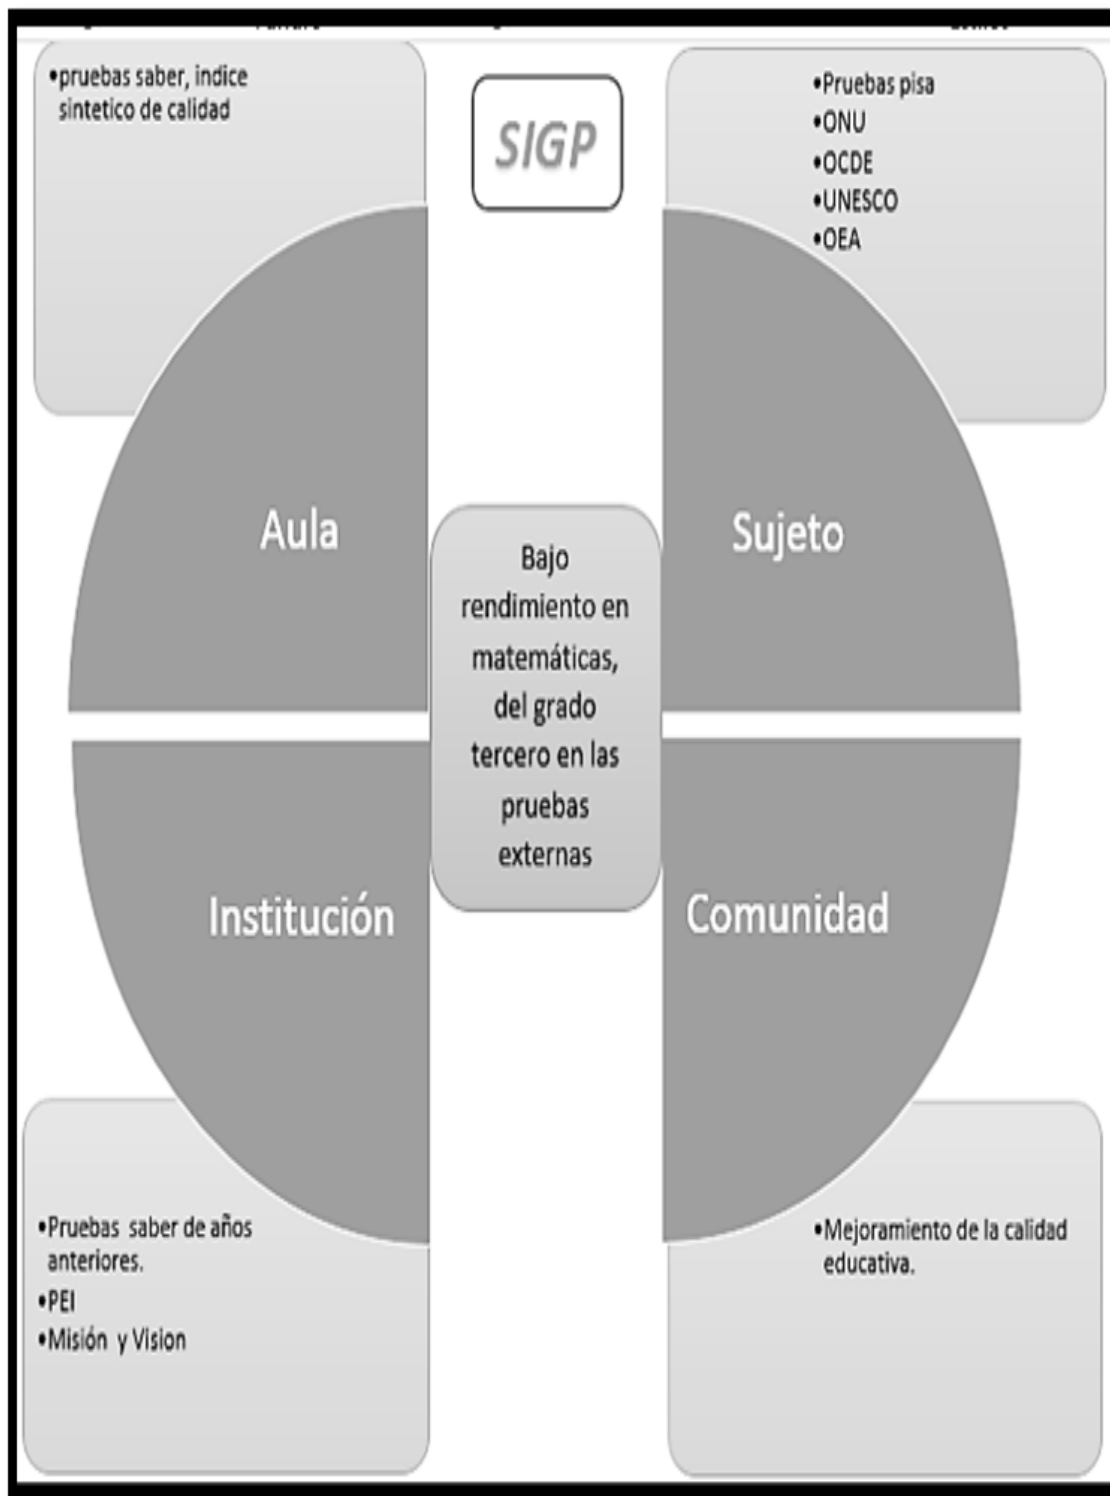 •pruebas saber, indice
sintetico de calidad
SIGP
•Pruebas pisa
•ONU
•OCDE
•UNESCO
•OEA
Aula
Sujeto
Bajo
rendimiento en
matemáticas,
del grado
tercero en las
pruebas
externas
Institución
Comunidad
•Pruebas saber de años
anteriores.
•PEI
•Misión y Vision
•Mejoramiento de la calidad
educativa.